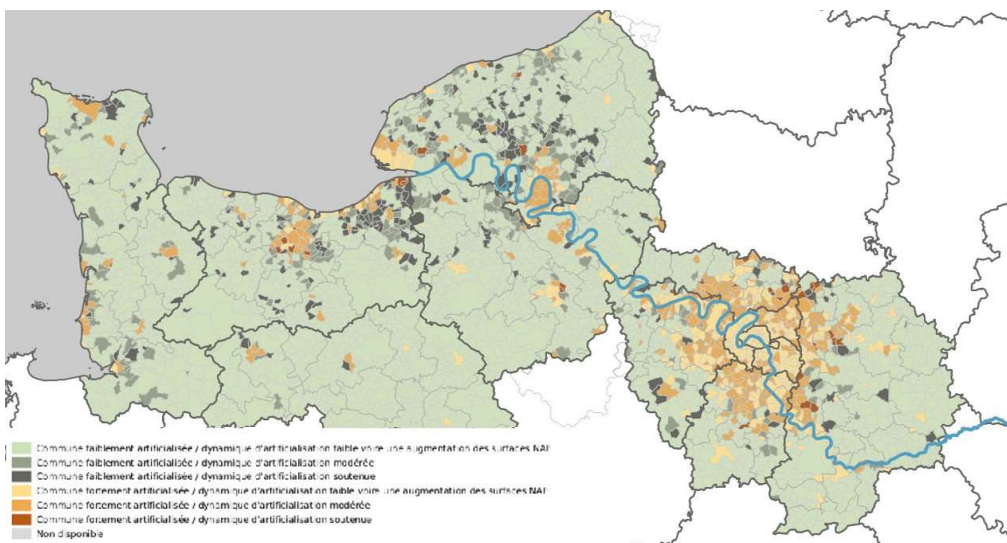 Commune faiblement artificialisée / dynamique d'artificialisation faible voire une augmentation des surfaces NAF
Commune faiblement artificialisée / dynamique d'artificialisation modérée
Commune faiblement artificialisée / dynamique d'artificialisation soutenue
Commune fortement artificialisée / dynamique d'artificialisation faible voire une augmentation des surfaces NAF
Commune fortement artificialisée / dynamique d'artificialisation modérée
Commune fortement artificialisée / dynamique d'artificialisation soutenue
Non disponible